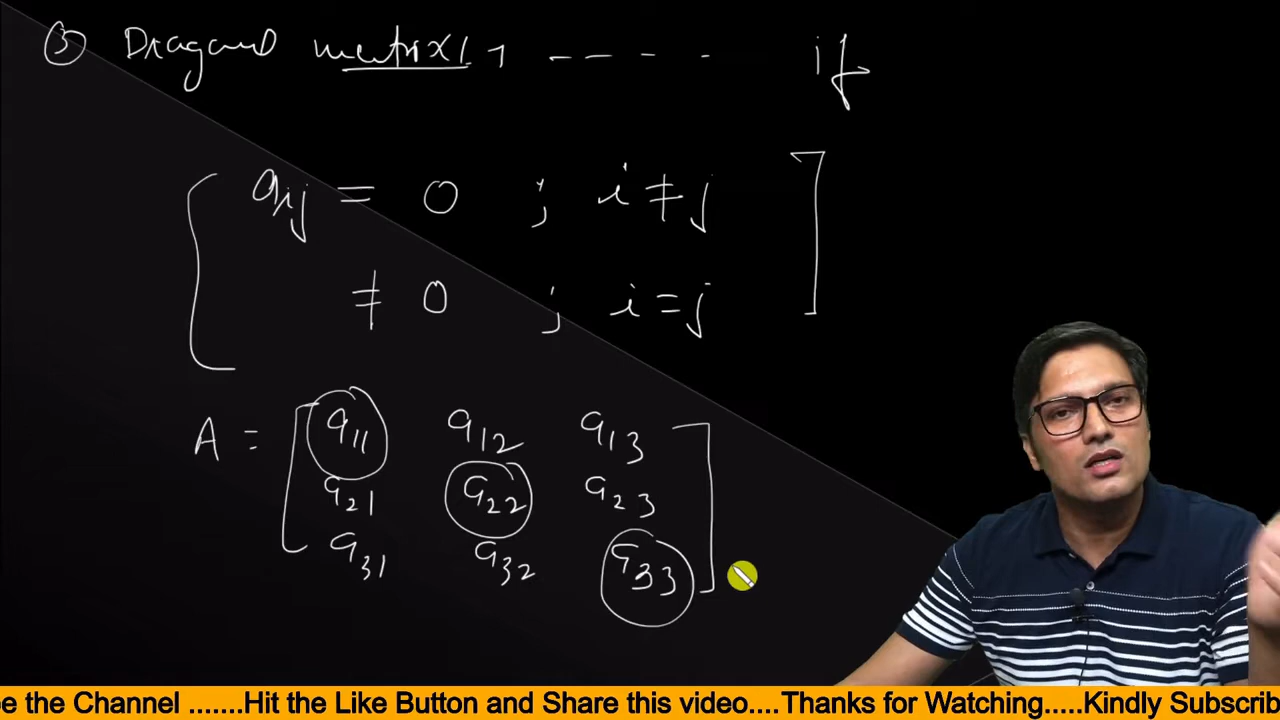 ③ Diagonal matrix :→ - - - - if
aij = 0 ; i ≠ j
≠ 0 ; i = j
A = [ a11 a12 a13
a21 a22 a23
a31 a32 a33 ]
e the Channel .......Hit the Like Button and Share this video....Thanks for Watching.....Kindly Subscrib